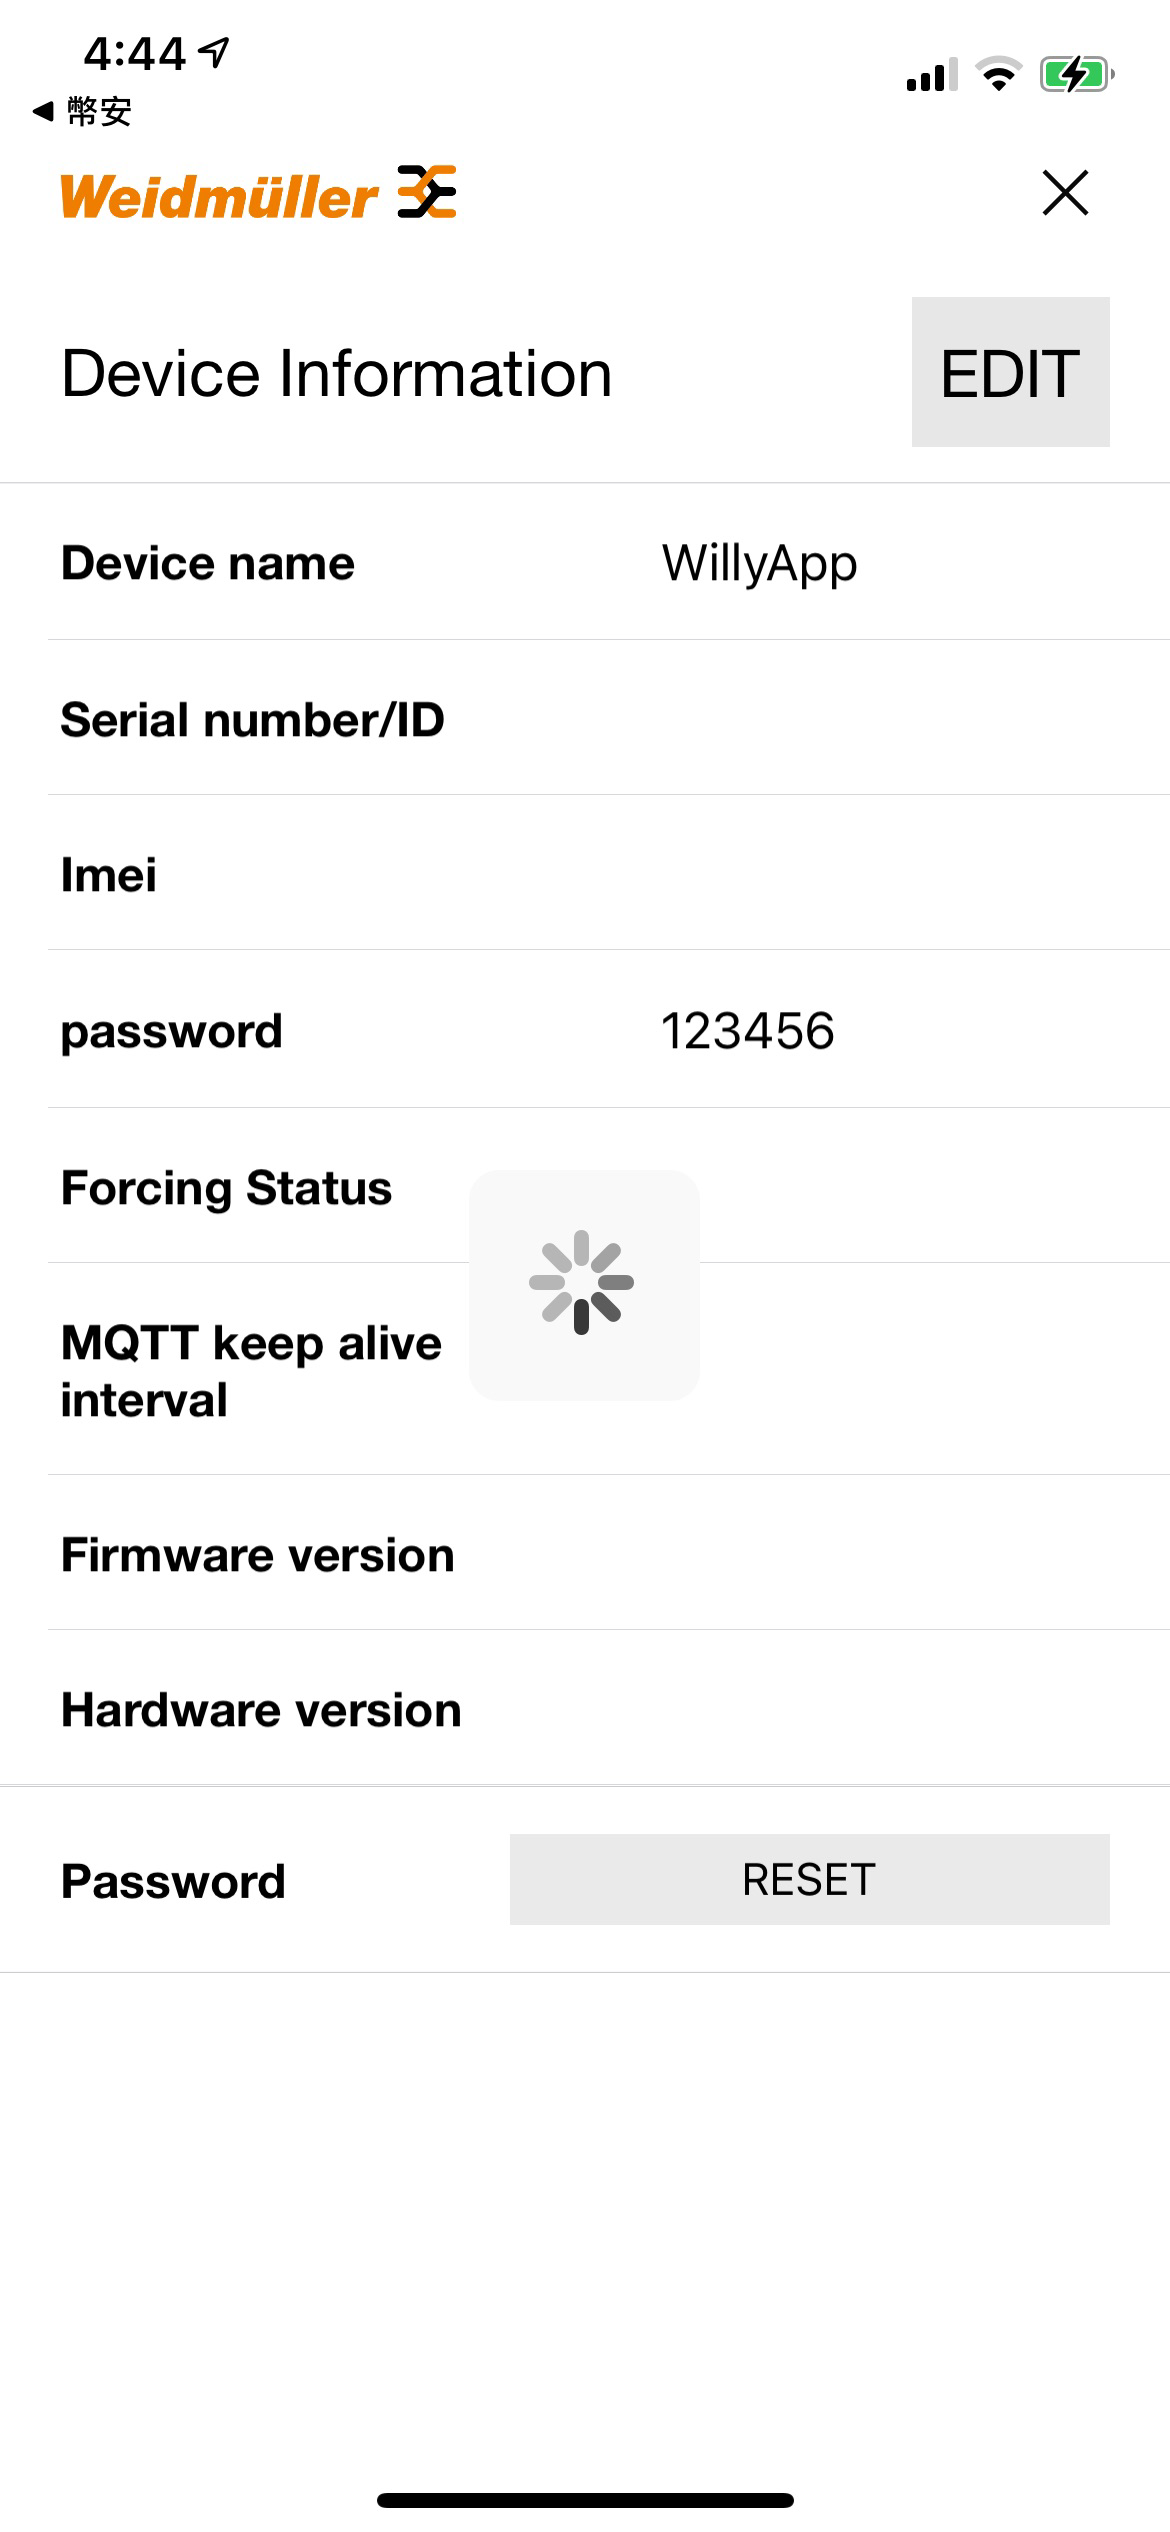 4:44
幣安
Weidmüller
Device Information
EDIT
Device name
WillyApp
Serial number/ID
Imei
password
123456
Forcing Status
MQTT keep alive
interval
Firmware version
Hardware version
Password
RESET